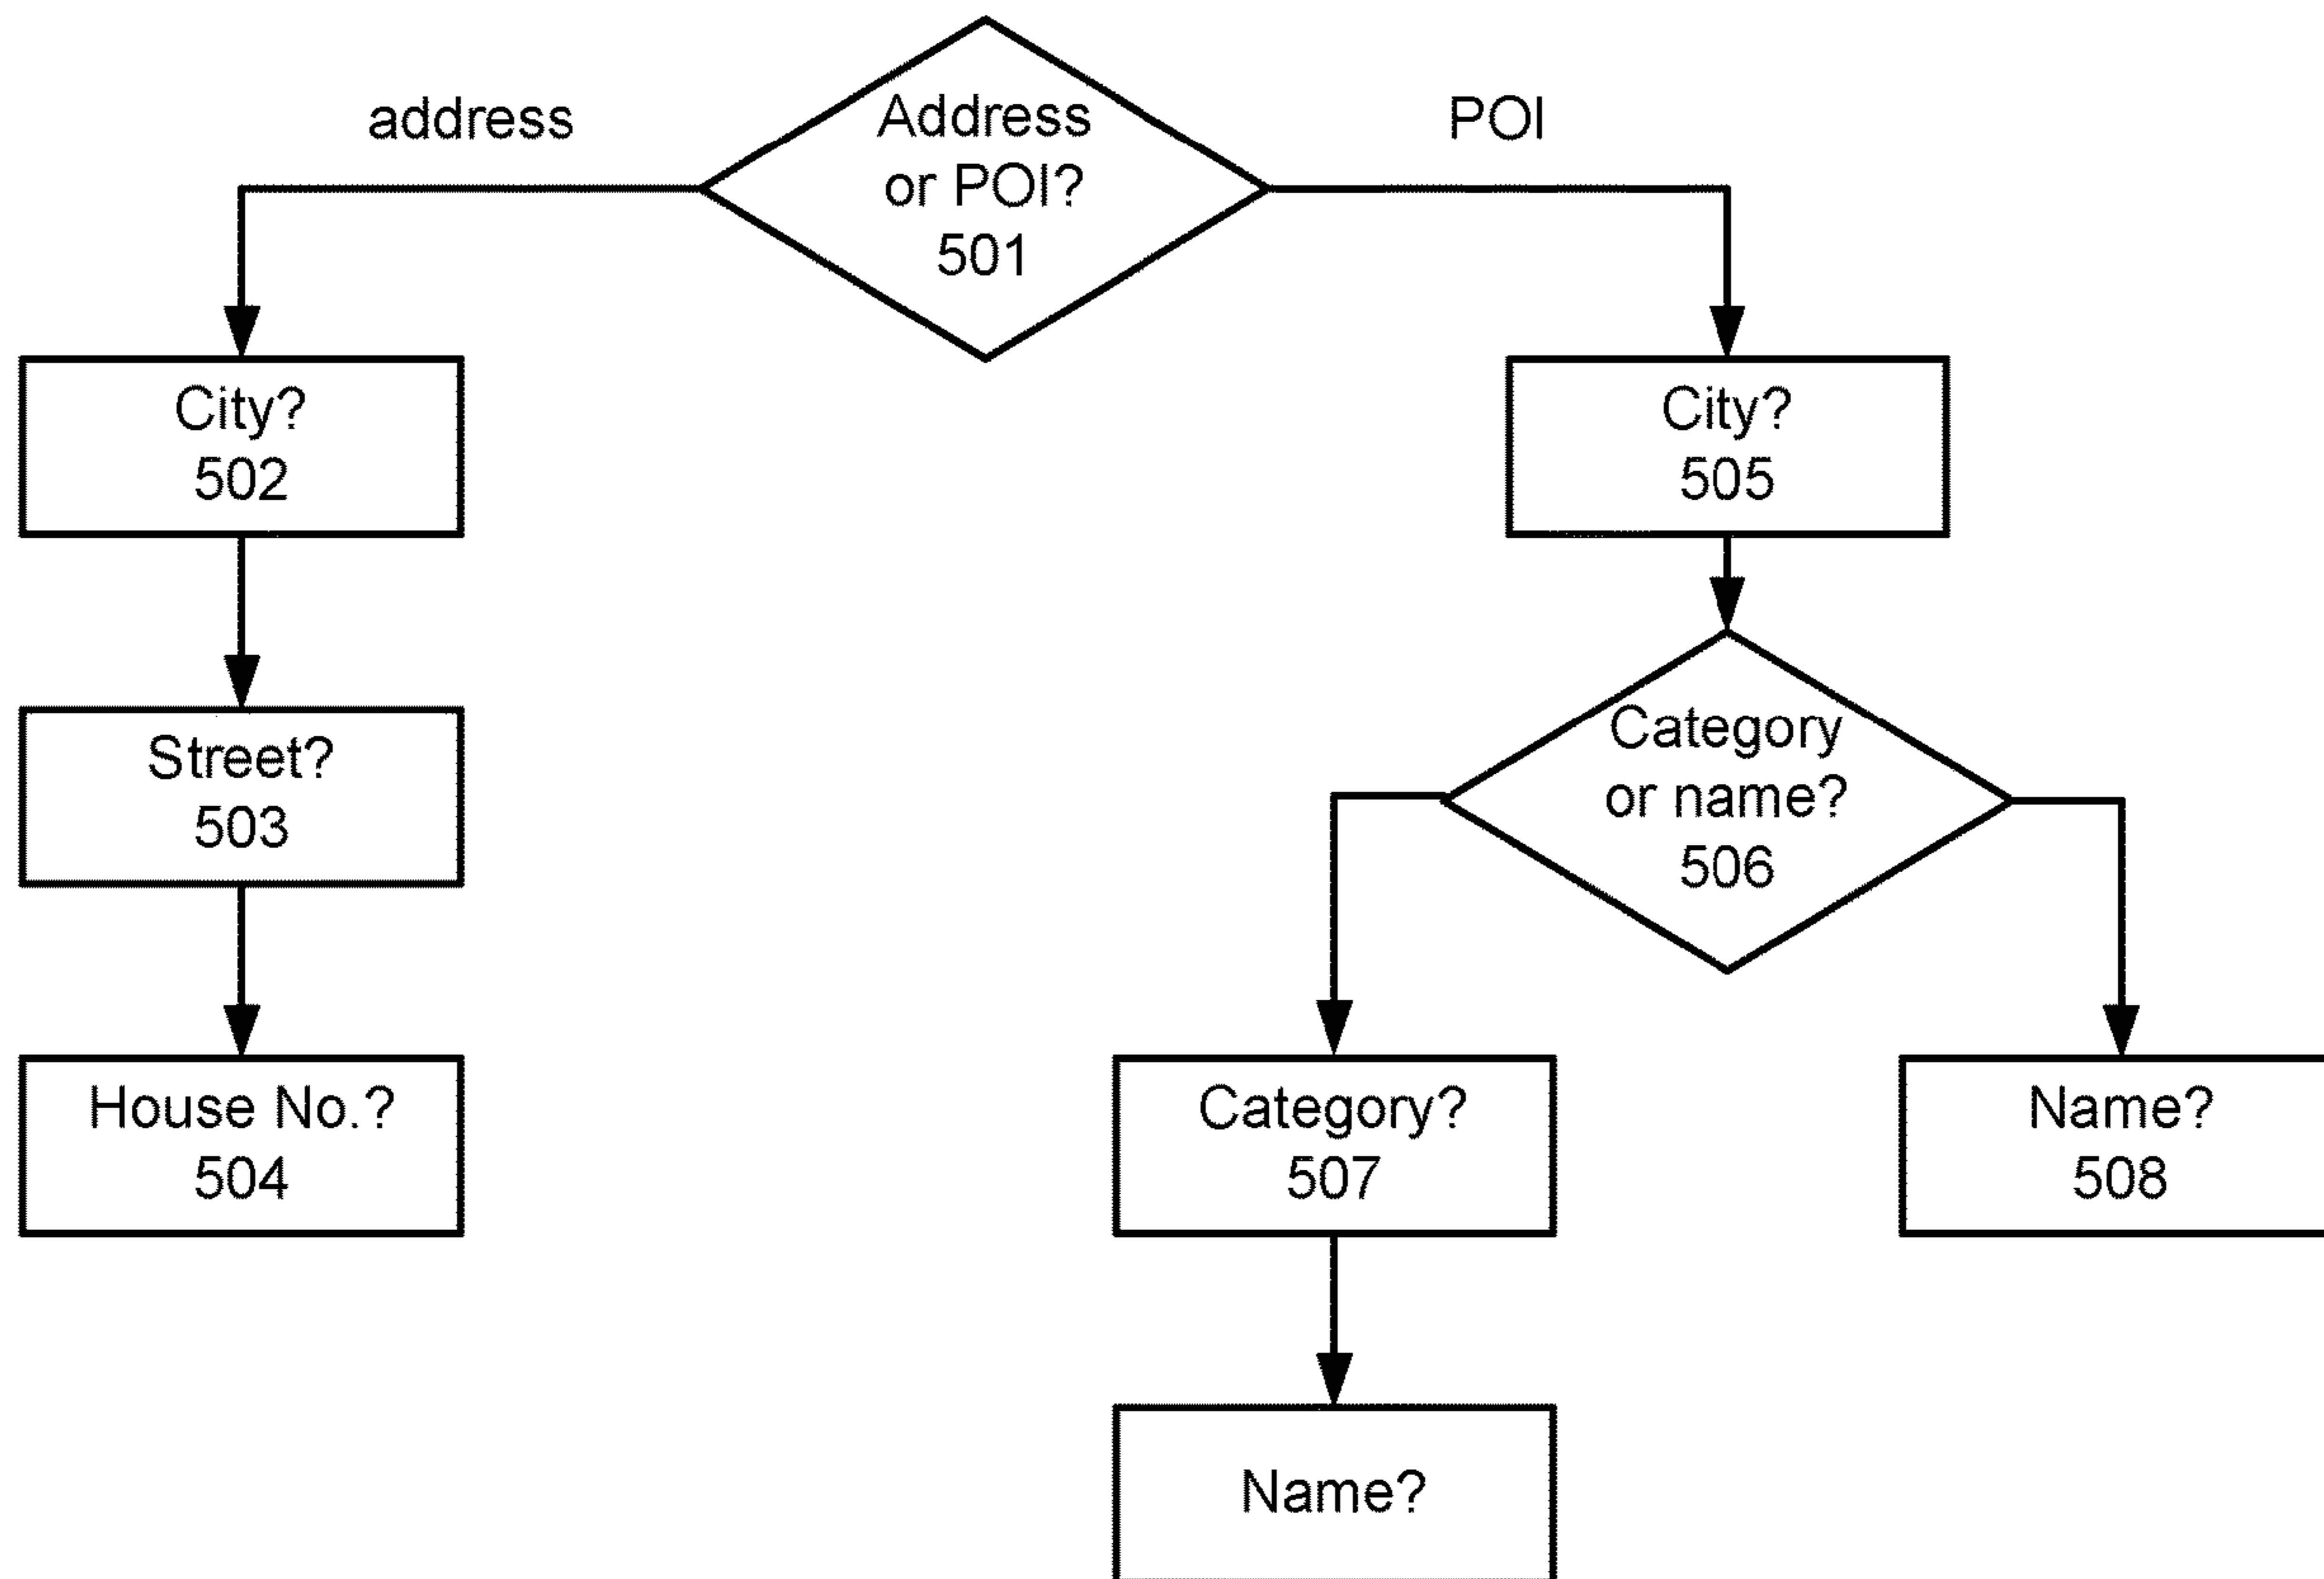 address
Address
or POI?
501
POI
City?
502
City?
505
Street?
503
Category
or name?
506
House No.?
504
Category?
507
Name?
508
Name?